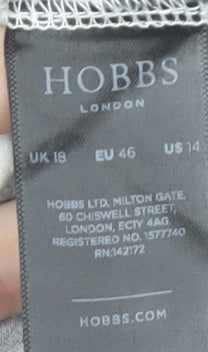 HOBBS
LONDON
UK 18 EU 46 US 14
HOBBS LTD, MILTON GATE,
60 CHISWELL STREET,
LONDON, EC1Y 4AG
REGISTERED NO. 1577740
RN:142172
HOBBS.COM